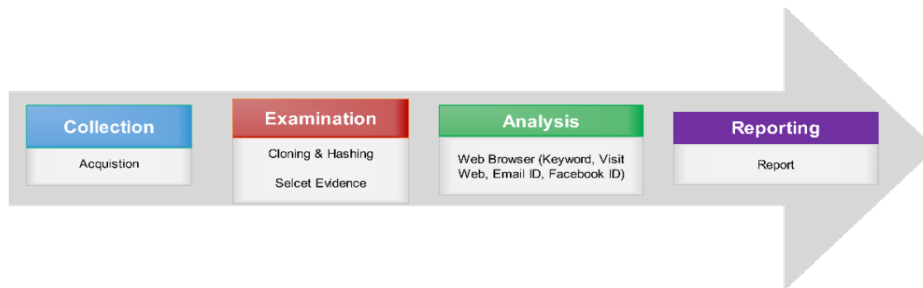 Collection
Acquistion
Examination
Cloning & Hashing
Selcet Evidence
Analysis
Web Browser (Keyword, Visit
Web, Email ID, Facebook ID)
Reporting
Report